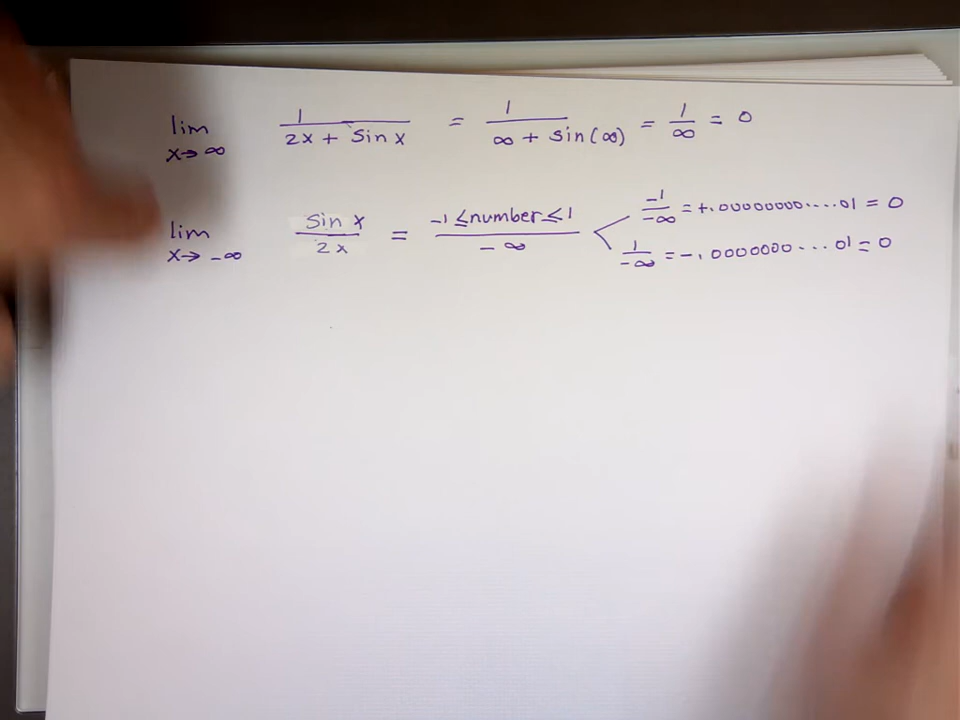 lim x→∞ 1/(2x + sin x) = 1/(∞ + sin(∞)) = 1/∞ = 0
lim x→ -∞ sin x/2x = -1 ≤ number ≤ 1/-∞ < -1/-∞ = +.00000000....01 = 0
1/-∞ = -.0000000...01 = 0